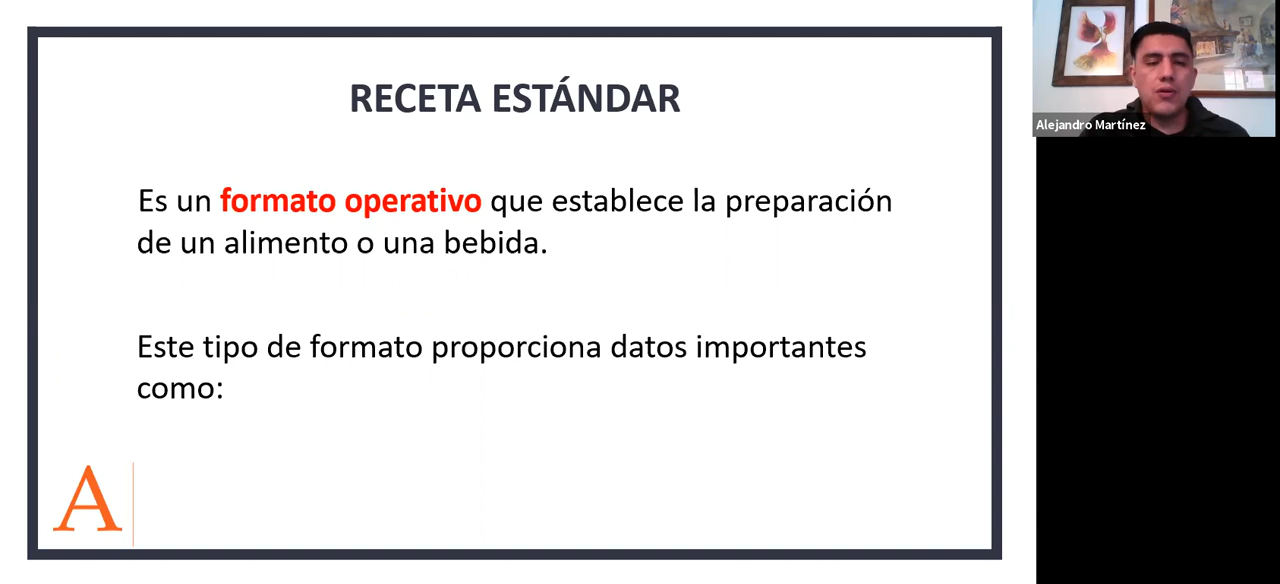 RECETA ESTÁNDAR
Es un formato operativo que establece la preparación
de un alimento o una bebida.
Este tipo de formato proporciona datos importantes
como:
A
Alejandro Martínez